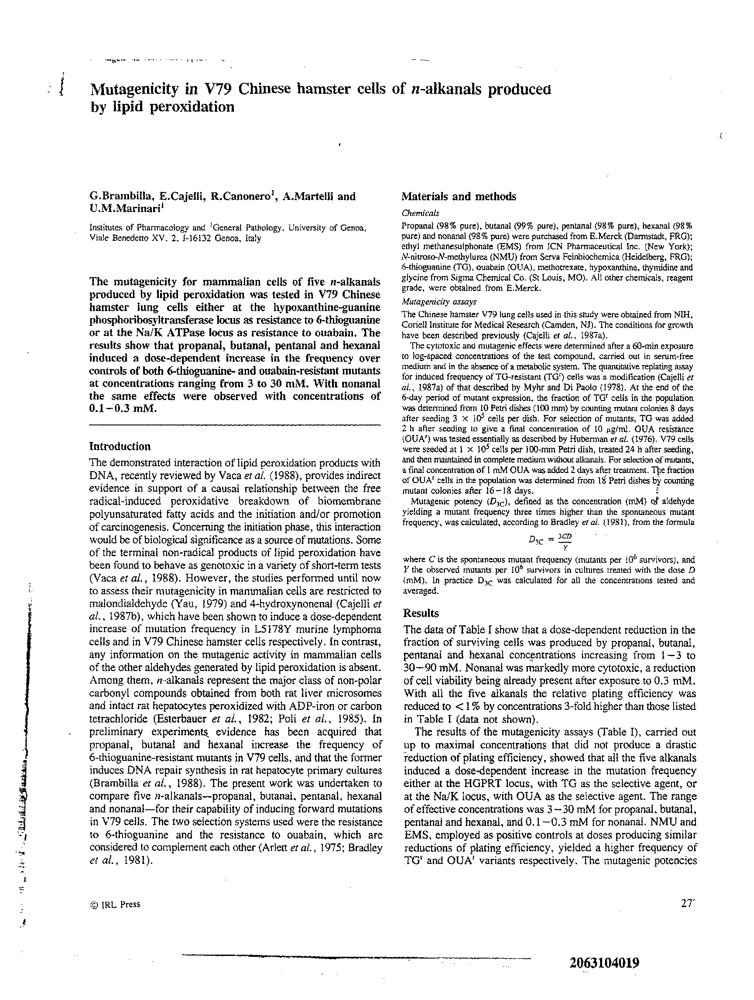 Mutagenicity in V79 Chinese hamster cells of n-alkanals produced
by lipid peroxidation
G.Brambilla, E.Cajelli, R.Canonero¹, A.Martelli and
U.M.Marinari¹
Institutes of Pharmacology and ¹General Pathology, University of Genoa,
Viale Benedetto XV, 2, I-16132 Genoa, Italy
The mutagenicity for mammalian cells of five n-alkanals
produced by lipid peroxidation was tested in V79 Chinese
hamster lung cells either at the hypoxanthine-guanine
phosphoribosyltransferase locus as resistance to 6-thioguanine
or at the Na/K ATPase locus as resistance to ouabain. The
results show that propanal, butanal, pentanal and hexanal
induced a dose-dependent increase in the frequency over
controls of both 6-thioguanine- and ouabain-resistant mutants
at concentrations ranging from 3 to 30 mM. With nonanal
the same effects were observed with concentrations of
0.1–0.3 mM.
Introduction
The demonstrated interaction of lipid peroxidation products with
DNA, recently reviewed by Vaca et al. (1988), provides indirect
evidence in support of a causal relationship between the free
radical-induced peroxidative breakdown of biomembrane
polyunsaturated fatty acids and the initiation and/or promotion
of carcinogenesis. Concerning the initiation phase, this interaction
would be of biological significance as a source of mutations. Some
of the terminal non-radical products of lipid peroxidation have
been found to behave as genotoxic in a variety of short-term tests
(Vaca et al., 1988). However, the studies performed until now
to assess their mutagenicity in mammalian cells are restricted to
malondialdehyde (Yau, 1979) and 4-hydroxynonenal (Cajelli et
al., 1987b), which have been shown to induce a dose-dependent
increase of mutation frequency in L5178Y murine lymphoma
cells and in V79 Chinese hamster cells respectively. In contrast,
any information on the mutagenic activity in mammalian cells
of the other aldehydes generated by lipid peroxidation is absent.
Among them, n-alkanals represent the major class of non-polar
carbonyl compounds obtained from both rat liver microsomes
and intact rat hepatocytes peroxidized with ADP-iron or carbon
tetrachloride (Esterbauer et al., 1982; Poli et al., 1985). In
preliminary experiments evidence has been acquired that
propanal, butanal and hexanal increase the frequency of
6-thioguanine-resistant mutants in V79 cells, and that the former
induces DNA repair synthesis in rat hepatocyte primary cultures
(Brambilla et al., 1988). The present work was undertaken to
compare five n-alkanals—propanal, butanal, pentanal, hexanal
and nonanal—for their capability of inducing forward mutations
in V79 cells. The two selection systems used were the resistance
to 6-thioguanine and the resistance to ouabain, which are
considered to complement each other (Arlett et al., 1975; Bradley
et al., 1981).
© IRL Press
Materials and methods
Chemicals
Propanal (98% pure), butanal (99% pure), pentanal (98% pure), hexanal (98%
pure) and nonanal (98% pure) were purchased from E.Merck (Darmstadt, FRG);
ethyl methanesulphonate (EMS) from ICN Pharmaceutical Inc. (New York);
N-nitroso-N-methylurea (NMU) from Serva Feinbiochemica (Heidelberg, FRG);
6-thioguanine (TG), ouabain (OUA), methotrexate, hypoxanthine, thymidine and
glycine from Sigma Chemical Co. (St Louis, MO). All other chemicals, reagent
grade, were obtained from E.Merck.
Mutagenicity assays
The Chinese hamster V79 lung cells used in this study were obtained from NIH,
Coriell Institute for Medical Research (Camden, NJ). The conditions for growth
have been described previously (Cajelli et al., 1987a).
The cytotoxic and mutagenic effects were determined after a 60-min exposure
to log-spaced concentrations of the test compound, carried out in serum-free
medium and in the absence of a metabolic system. The quantitative replating assay
for induced frequency of TG-resistant (TGʳ) cells was a modification (Cajelli et
al., 1987a) of that described by Myhr and Di Paolo (1978). At the end of the
6-day period of mutant expression, the fraction of TGʳ cells in the population
was determined from 10 Petri dishes (100 mm) by counting mutant colonies 8 days
after seeding 3 × 10⁵ cells per dish. For selection of mutants, TG was added
2 h after seeding to give a final concentration of 10 μg/ml. OUA resistance
(OUAʳ) was tested essentially as described by Huberman et al. (1976). V79 cells
were seeded at 1 × 10⁵ cells per 100-mm Petri dish, treated 24 h after seeding,
and then maintained in complete medium without alkanals. For selection of mutants,
a final concentration of 1 mM OUA was added 2 days after treatment. The fraction
of OUAʳ cells in the population was determined from 18 Petri dishes by counting
mutant colonies after 16–18 days.
Mutagenic potency (D₃C), defined as the concentration (mM) of aldehyde
yielding a mutant frequency three times higher than the spontaneous mutant
frequency, was calculated, according to Bradley et al. (1981), from the formula
D₃C = 3CD/Y
where C is the spontaneous mutant frequency (mutants per 10⁶ survivors), and
Y the observed mutants per 10⁶ survivors in cultures treated with the dose D
(mM). In practice D₃C was calculated for all the concentrations tested and
averaged.
Results
The data of Table I show that a dose-dependent reduction in the
fraction of surviving cells was produced by propanal, butanal,
pentanal and hexanal concentrations increasing from 1–3 to
30–90 mM. Nonanal was markedly more cytotoxic, a reduction
of cell viability being already present after exposure to 0.3 mM.
With all the five alkanals the relative plating efficiency was
reduced to <1% by concentrations 3-fold higher than those listed
in Table I (data not shown).
The results of the mutagenicity assays (Table I), carried out
up to maximal concentrations that did not produce a drastic
reduction of plating efficiency, showed that all the five alkanals
induced a dose-dependent increase in the mutation frequency
either at the HGPRT locus, with TG as the selective agent, or
at the Na/K locus, with OUA as the selective agent. The range
of effective concentrations was 3–30 mM for propanal, butanal,
pentanal and hexanal, and 0.1–0.3 mM for nonanal. NMU and
EMS, employed as positive controls at doses producing similar
reductions of plating efficiency, yielded a higher frequency of
TGʳ and OUAʳ variants respectively. The mutagenic potencies
27
2063104019